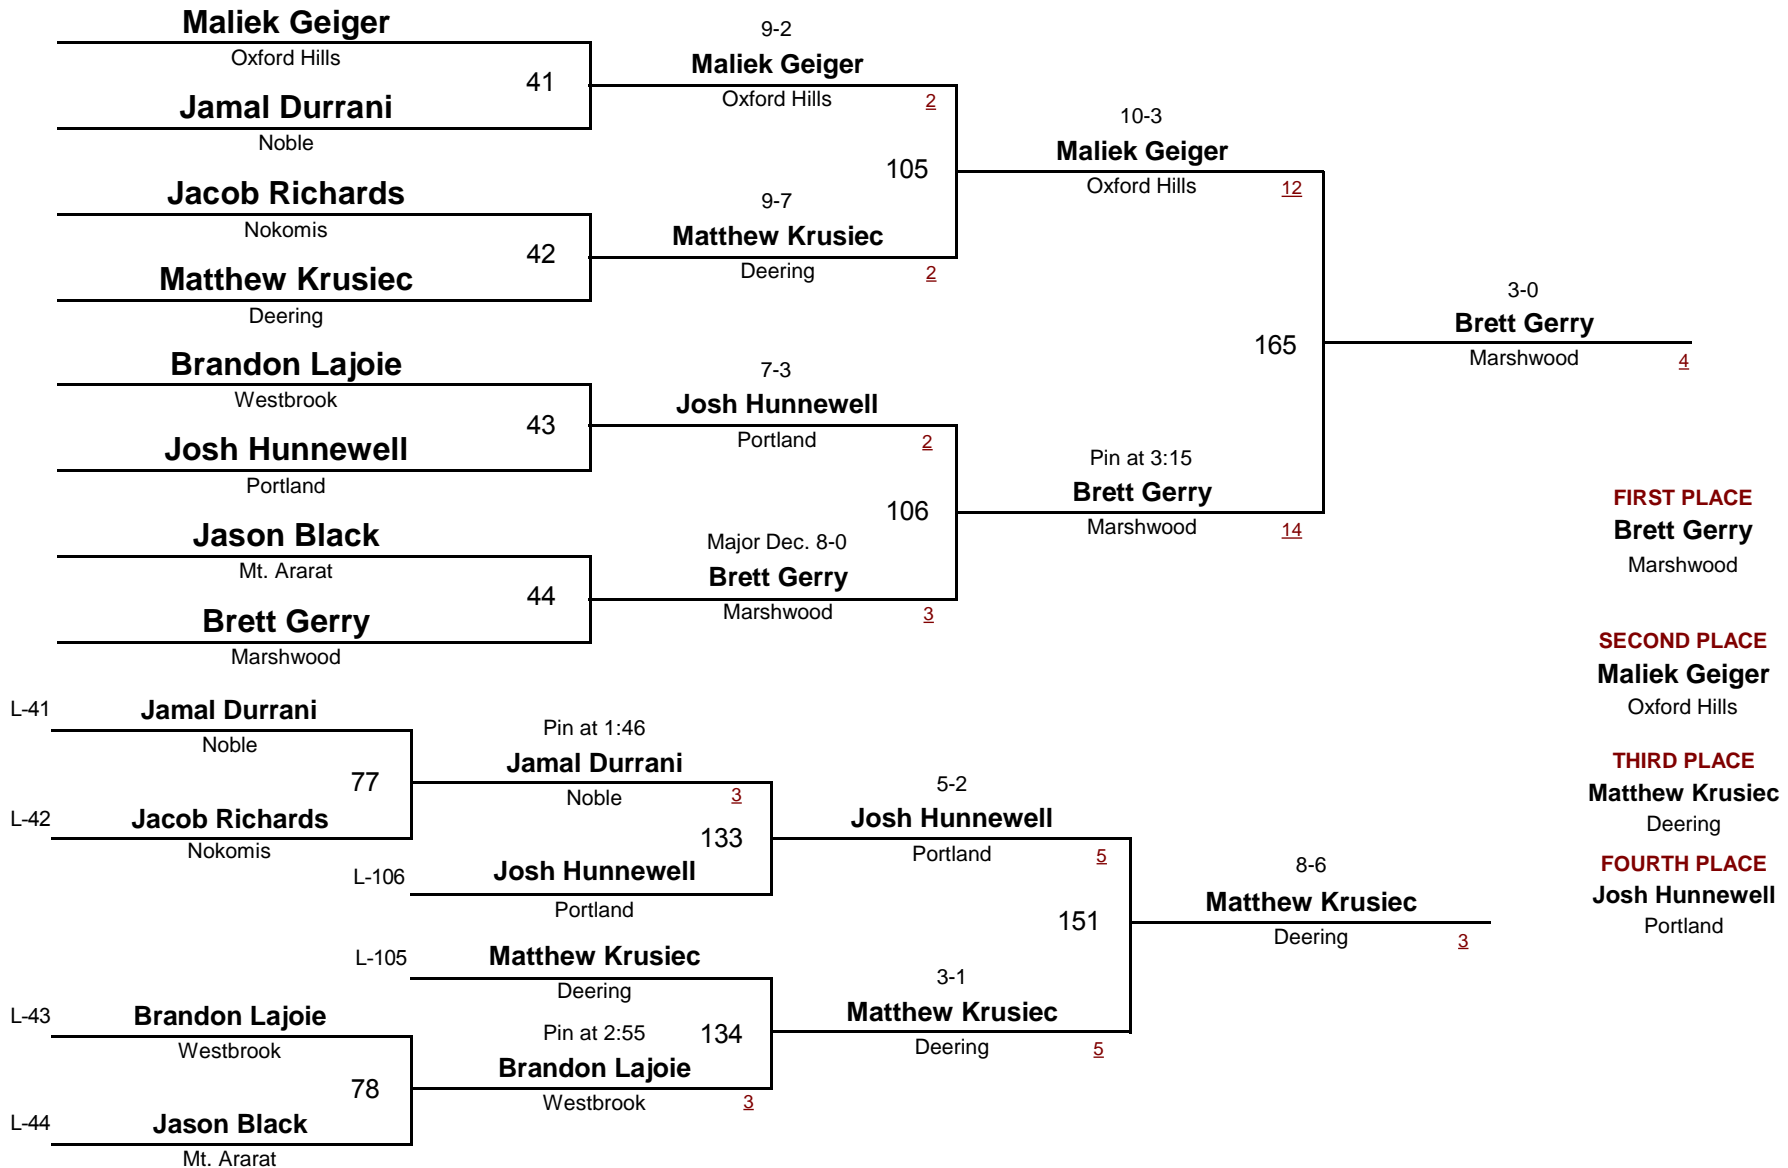 Maliek Geiger
Oxford Hills
41
Jamal Durrani
Noble
9-2
Maliek Geiger
Oxford Hills
2
Jacob Richards
Nokomis
42
Matthew Krusiec
Deering
9-7
Matthew Krusiec
Deering
2
105
10-3
Maliek Geiger
Oxford Hills
12
Brandon Lajoie
Westbrook
43
Josh Hunnewell
Portland
7-3
Josh Hunnewell
Portland
2
Jason Black
Mt. Ararat
44
Brett Gerry
Marshwood
Major Dec. 8-0
Brett Gerry
Marshwood
3
106
Pin at 3:15
Brett Gerry
Marshwood
14
165
3-0
Brett Gerry
Marshwood
4
FIRST PLACE
Brett Gerry
Marshwood
SECOND PLACE
Maliek Geiger
Oxford Hills
THIRD PLACE
Matthew Krusiec
Deering
FOURTH PLACE
Josh Hunnewell
Portland
L-41
Jamal Durrani
Noble
77
L-42
Jacob Richards
Nokomis
Pin at 1:46
Jamal Durrani
Noble
3
133
L-106
Josh Hunnewell
Portland
5-2
Josh Hunnewell
Portland
5
L-105
Matthew Krusiec
Deering
134
L-43
Brandon Lajoie
Westbrook
78
L-44
Jason Black
Mt. Ararat
Pin at 2:55
Brandon Lajoie
Westbrook
3
3-1
Matthew Krusiec
Deering
5
151
8-6
Matthew Krusiec
Deering
3